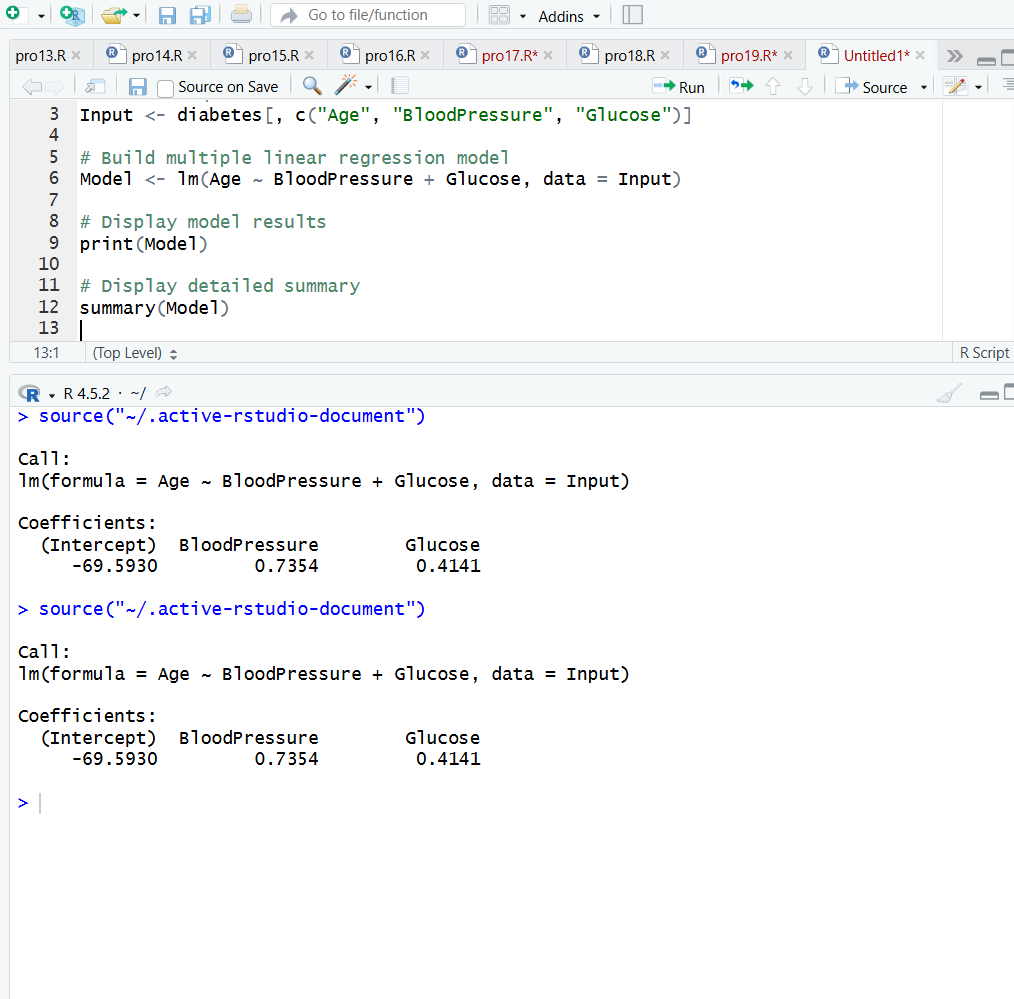 Go to file/function Addins
pro13.R pro14.R pro15.R pro16.R pro17.R* pro18.R pro19.R* Untitled1*
Source on Save Run Source
3 Input <- diabetes[, c("Age", "BloodPressure", "Glucose")]
4
5 # Build multiple linear regression model
6 Model <- lm(Age ~ BloodPressure + Glucose, data = Input)
7
8 # Display model results
9 print(Model)
10
11 # Display detailed summary
12 summary(Model)
13
13:1 (Top Level) R Script
R R 4.5.2 · ~/
> source("~/.active-rstudio-document")
Call:
lm(formula = Age ~ BloodPressure + Glucose, data = Input)
Coefficients:
(Intercept) BloodPressure Glucose
-69.5930 0.7354 0.4141
> source("~/.active-rstudio-document")
Call:
lm(formula = Age ~ BloodPressure + Glucose, data = Input)
Coefficients:
(Intercept) BloodPressure Glucose
-69.5930 0.7354 0.4141
>